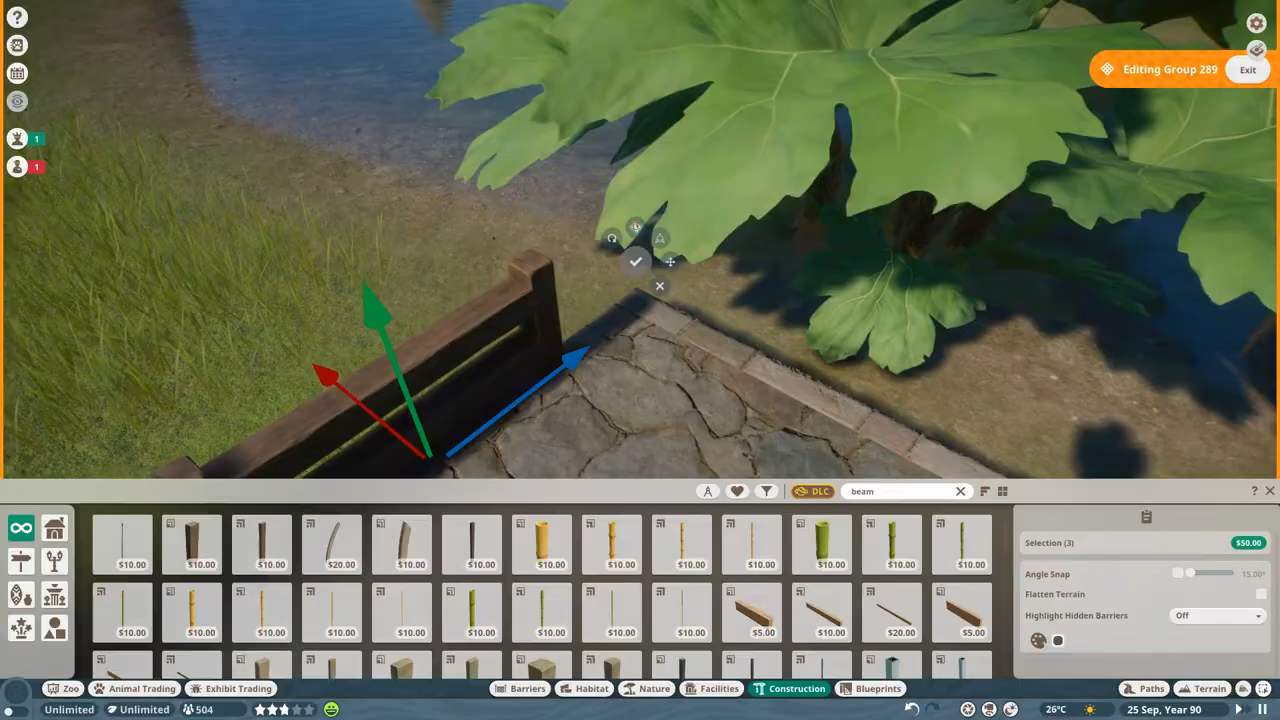 ?
Editing Group 289 Exit
1
1
DLC beam
?
$10.00 $10.00 $10.00 $20.00 $10.00 $10.00 $10.00 $10.00 $10.00 $10.00 $10.00 $10.00 $10.00
Selection (3) $50.00
Angle Snap 15.00°
Flatten Terrain
$10.00 $10.00 $10.00 $10.00 $10.00 $10.00 $10.00 $10.00 $10.00 $5.00 $10.00 $20.00 $5.00
Highlight Hidden Barriers Off
Zoo Animal Trading Exhibit Trading Barriers Habitat Nature Facilities Construction Blueprints Paths Terrain
Unlimited Unlimited 504 26°C 25 Sep, Year 90